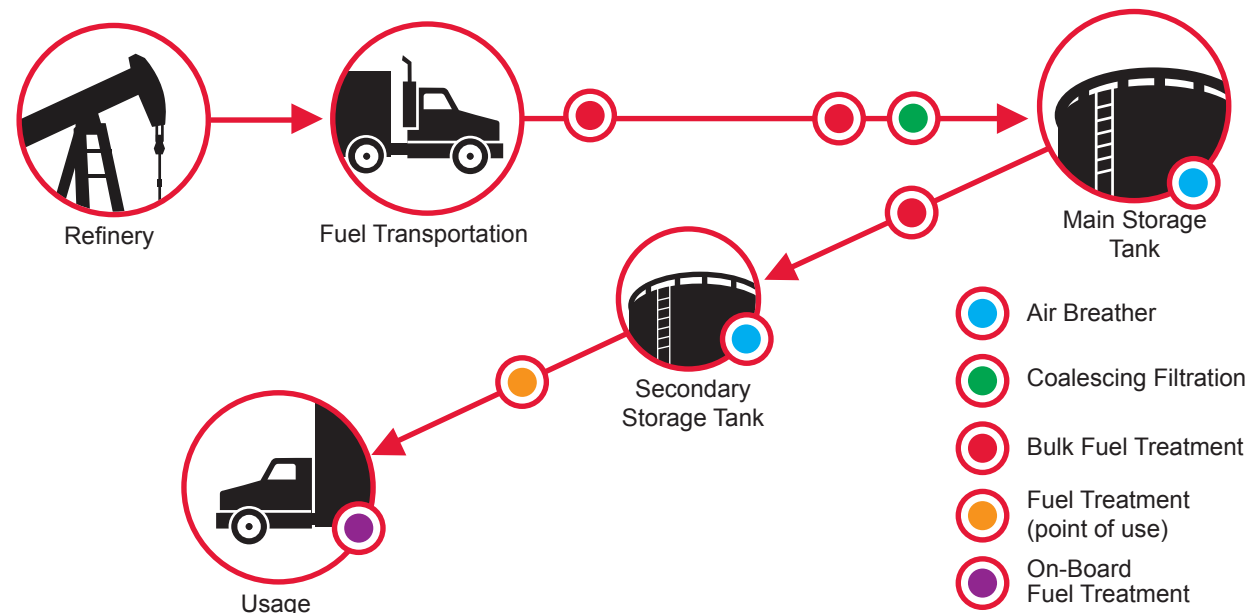 Refinery
Fuel Transportation
Main Storage
Tank
Secondary
Storage Tank
Usage
Air Breather
Coalescing Filtration
Bulk Fuel Treatment
Fuel Treatment
(point of use)
On-Board
Fuel Treatment